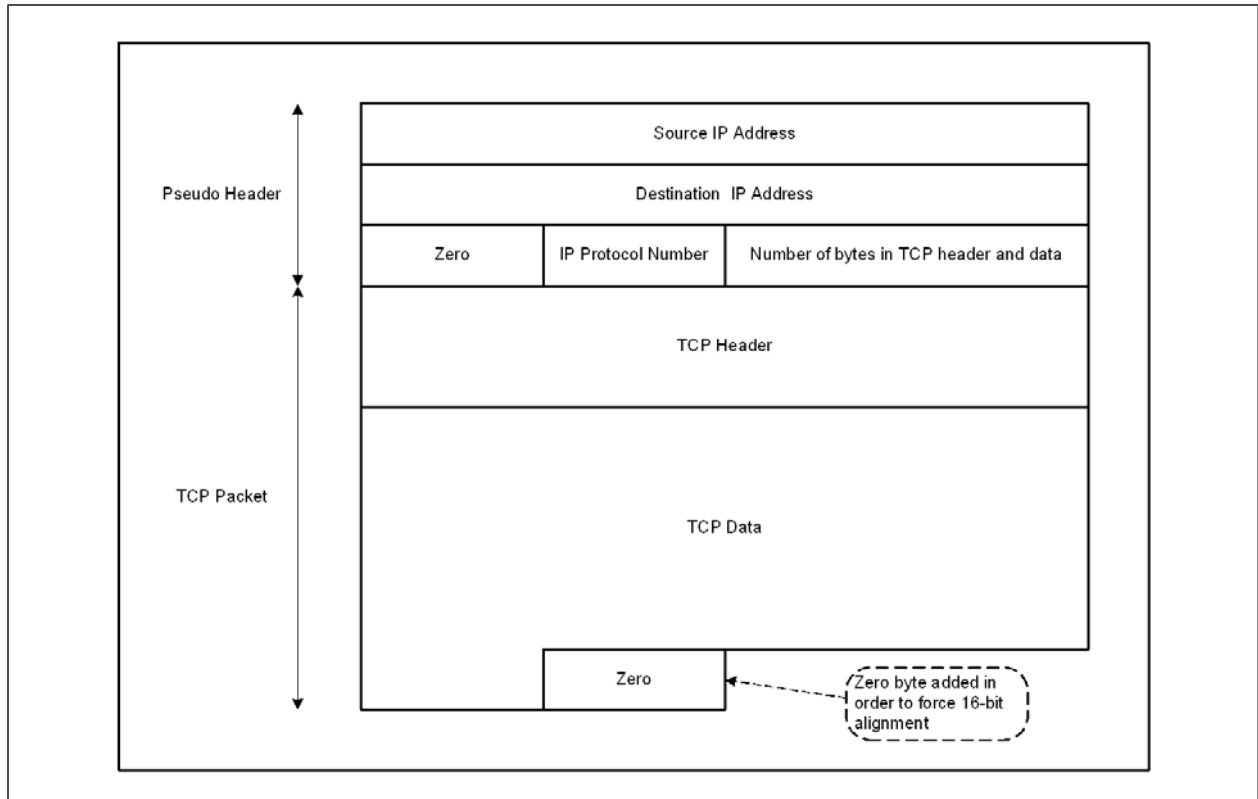 Source IP Address
Pseudo Header
Destination IP Address
Zero
IP Protocol Number
Number of bytes in TCP header and data
TCP Header
TCP Packet
TCP Data
Zero
Zero byte added in
order to force 16-bit
alignment